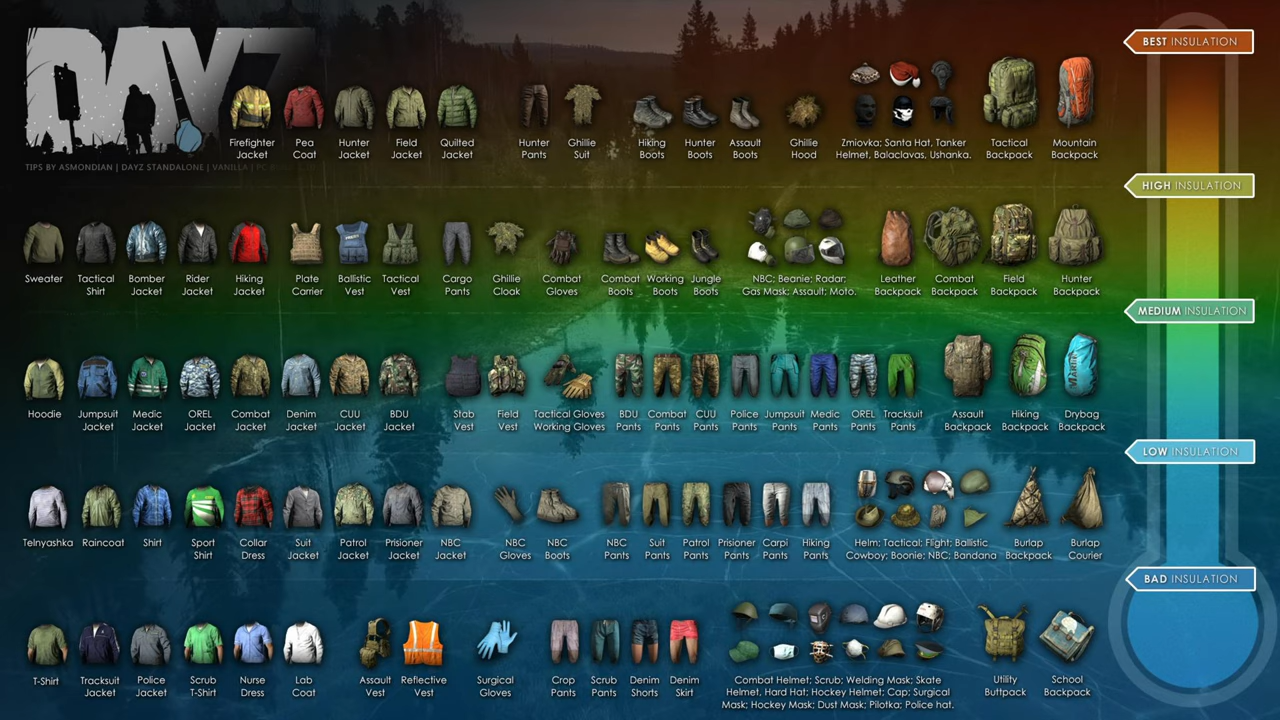 DAYZ
TIPS BY ASMONDIAN | DAYZ STANDALONE | VANILLA | PC
BEST INSULATION
Firefighter Jacket
Pea Coat
Hunter Jacket
Field Jacket
Quilted Jacket
Hunter Pants
Ghillie Suit
Hiking Boots
Hunter Boots
Assault Boots
Ghillie Hood
Zmiovka; Santa Hat, Tanker
Helmet, Balaclavas, Ushanka.
Tactical Backpack
Mountain Backpack
HIGH INSULATION
Sweater
Tactical Shirt
Bomber Jacket
Rider Jacket
Hiking Jacket
Plate Carrier
Ballistic Vest
Tactical Vest
Cargo Pants
Ghillie Cloak
Combat Gloves
Combat Boots
Working Boots
Jungle Boots
NBC; Beanie; Radar;
Gas Mask; Assault; Moto.
Leather Backpack
Combat Backpack
Field Backpack
Hunter Backpack
MEDIUM INSULATION
Hoodie
Jumpsuit Jacket
Medic Jacket
OREL Jacket
Combat Jacket
Denim Jacket
CUU Jacket
BDU Jacket
Stab Vest
Field Vest
Tactical Gloves
Working Gloves
BDU Pants
Combat Pants
CUU Pants
Police Pants
Jumpsuit Pants
Medic Pants
OREL Pants
Tracksuit Pants
Assault Backpack
Hiking Backpack
Drybag Backpack
LOW INSULATION
Telnyashka
Raincoat
Shirt
Sport Shirt
Collar Dress
Suit Jacket
Patrol Jacket
Prisoner Jacket
NBC Jacket
NBC Gloves
NBC Boots
NBC Pants
Suit Pants
Patrol Pants
Prisoner Pants
Carpi Pants
Hiking Pants
Helm; Tactical; Flight; Ballistic
Cowboy; Boonie; NBC; Bandana
Burlap Backpack
Burlap Courier
BAD INSULATION
T-Shirt
Tracksuit Jacket
Police Jacket
Scrub T-Shirt
Nurse Dress
Lab Coat
Assault Vest
Reflective Vest
Surgical Gloves
Crop Pants
Scrub Pants
Denim Shorts
Denim Skirt
Combat Helmet; Scrub; Welding Mask; Skate
Helmet, Hard Hat; Hockey Helmet; Cap; Surgical
Mask; Hockey Mask; Dust Mask; Pilotka; Police hat.
Utility Buttpack
School Backpack